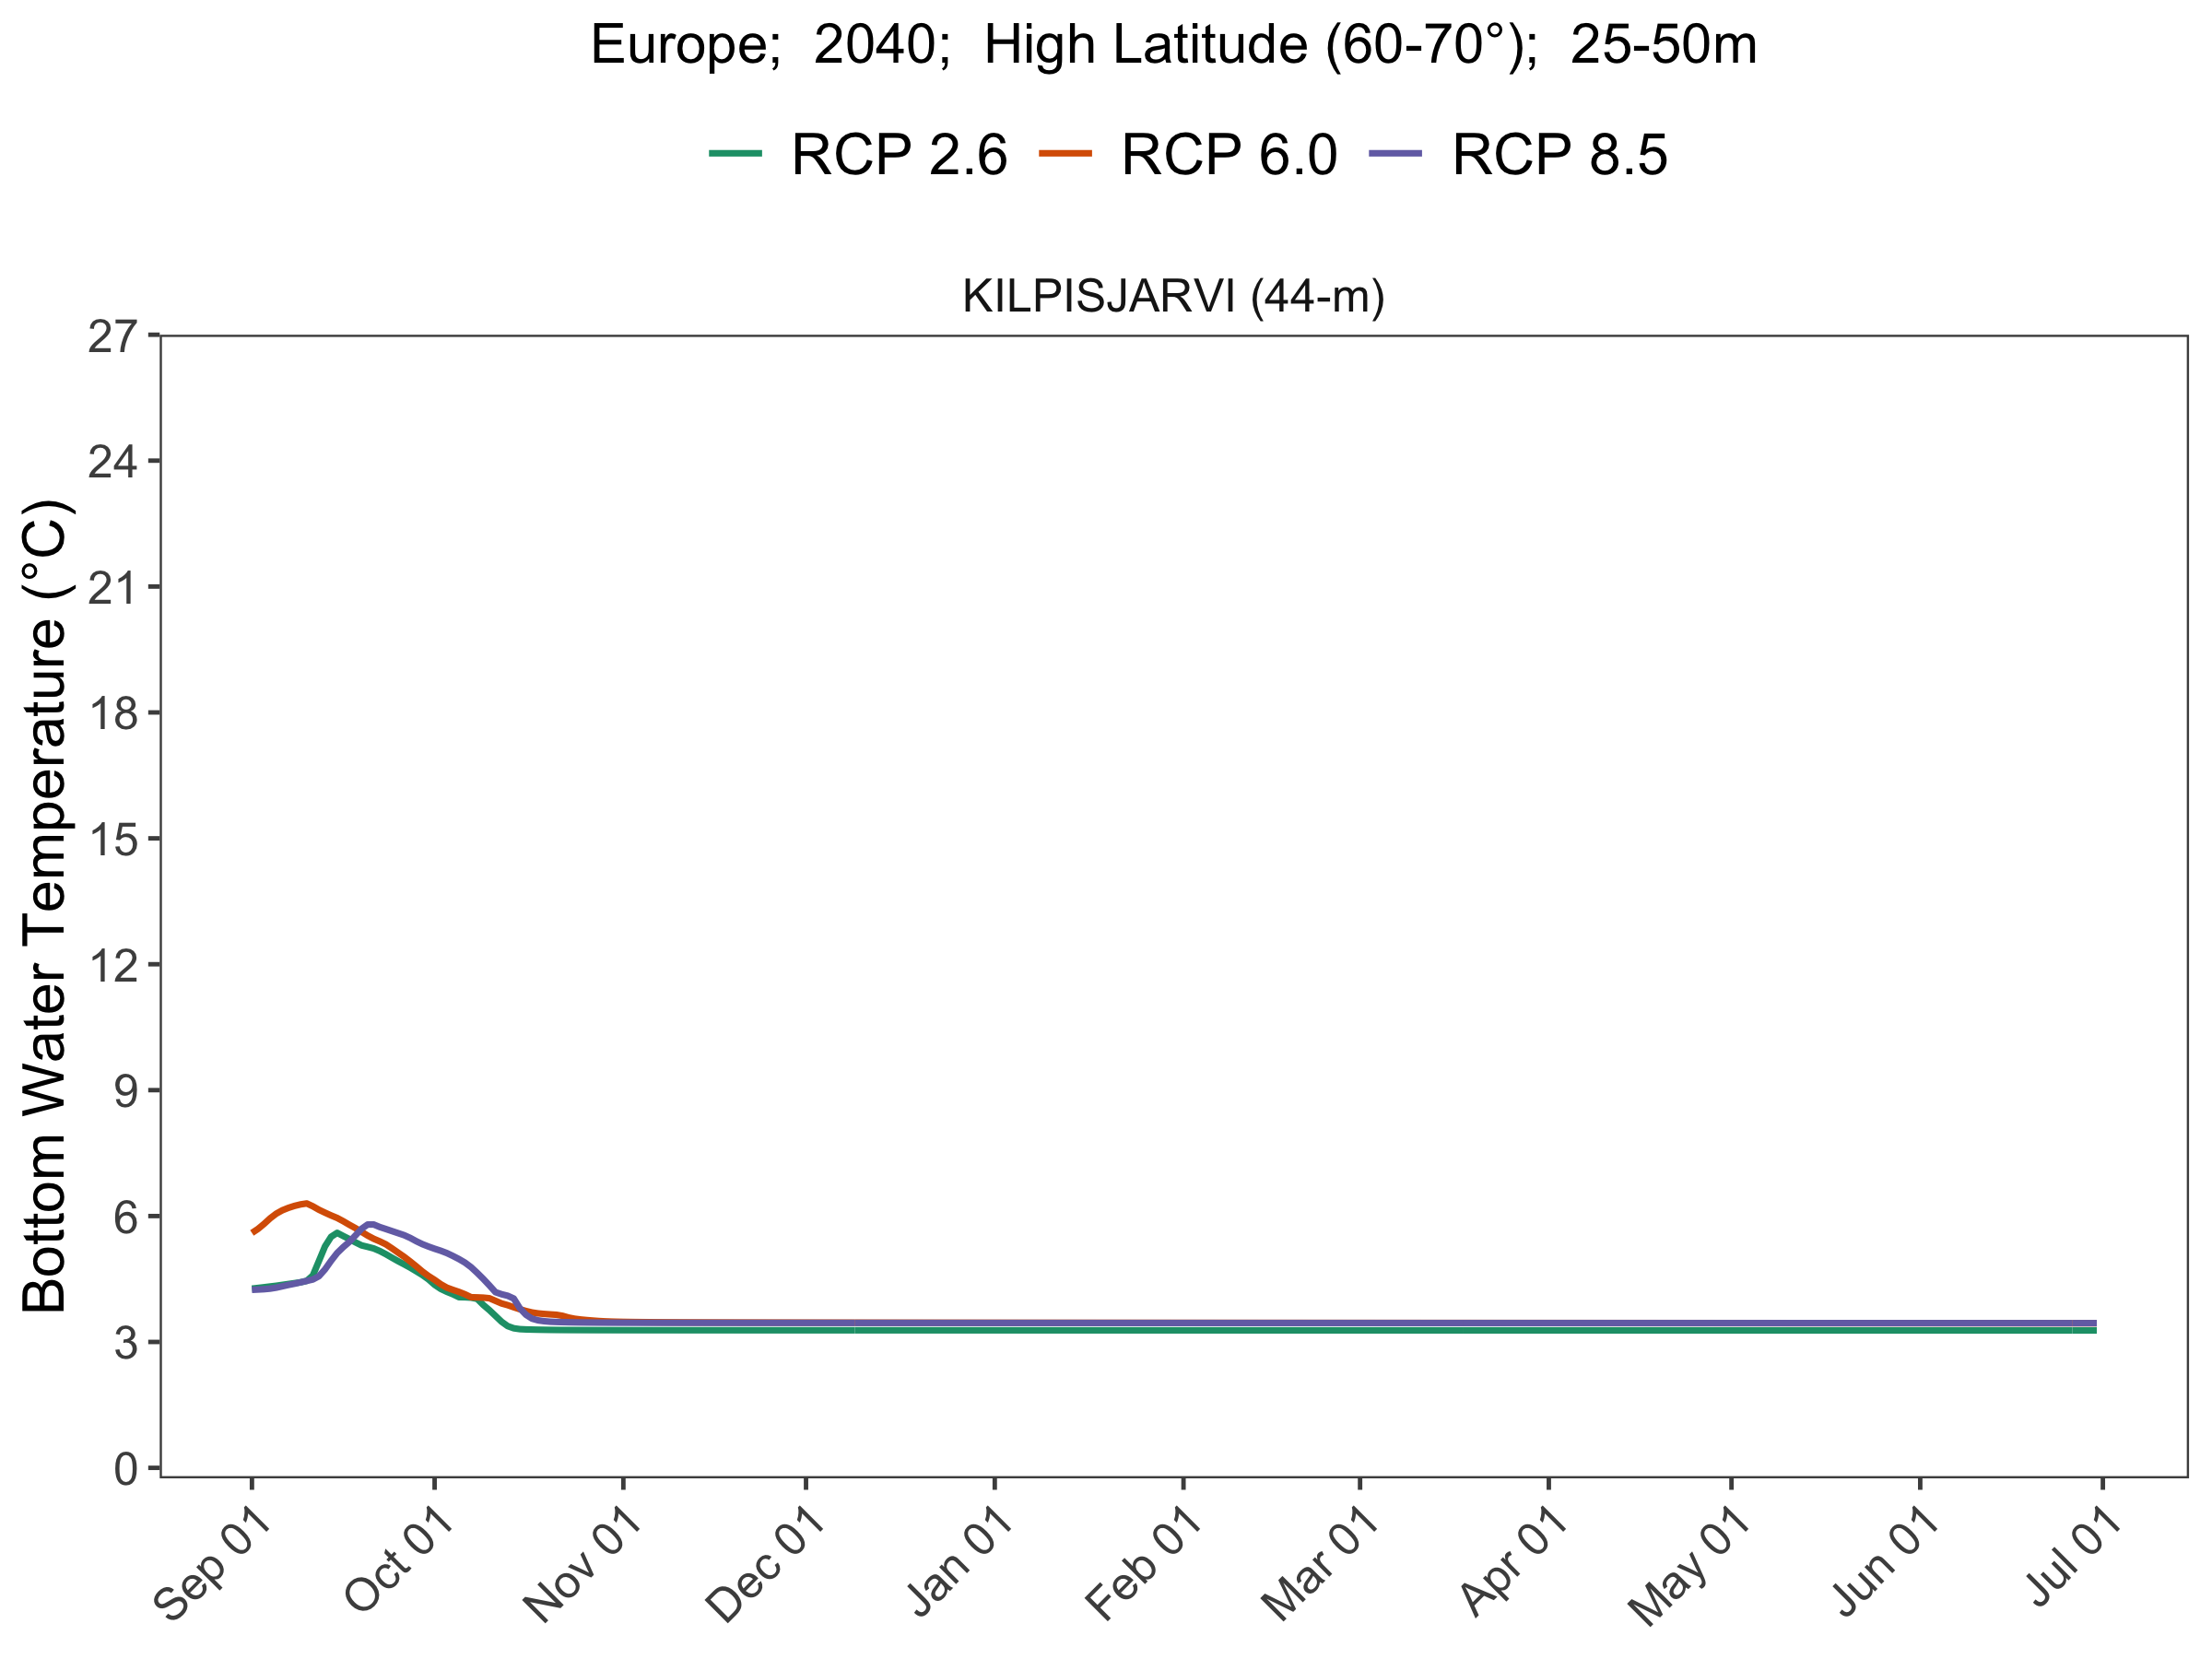 Europe;  2040;  High Latitude (60-70°);  25-50m
RCP 2.6  RCP 6.0  RCP 8.5
KILPISJARVI (44-m)
Bottom Water Temperature (°C)
27
24
21
18
15
12
9
6
3
0
Sep 01  Oct 01  Nov 01  Dec 01  Jan 01  Feb 01  Mar 01  Apr 01  May 01  Jun 01  Jul 01